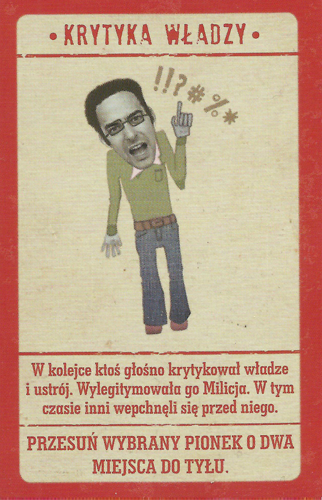 • KRYTYKA WŁADZY •
!!?#%*
W kolejce ktoś głośno krytykował władze
i ustrój. Wylegitymowała go Milicja. W tym
czasie inni wepchnęli się przed niego.
PRZESUŃ WYBRANY PIONEK O DWA
MIEJSCA DO TYŁU.